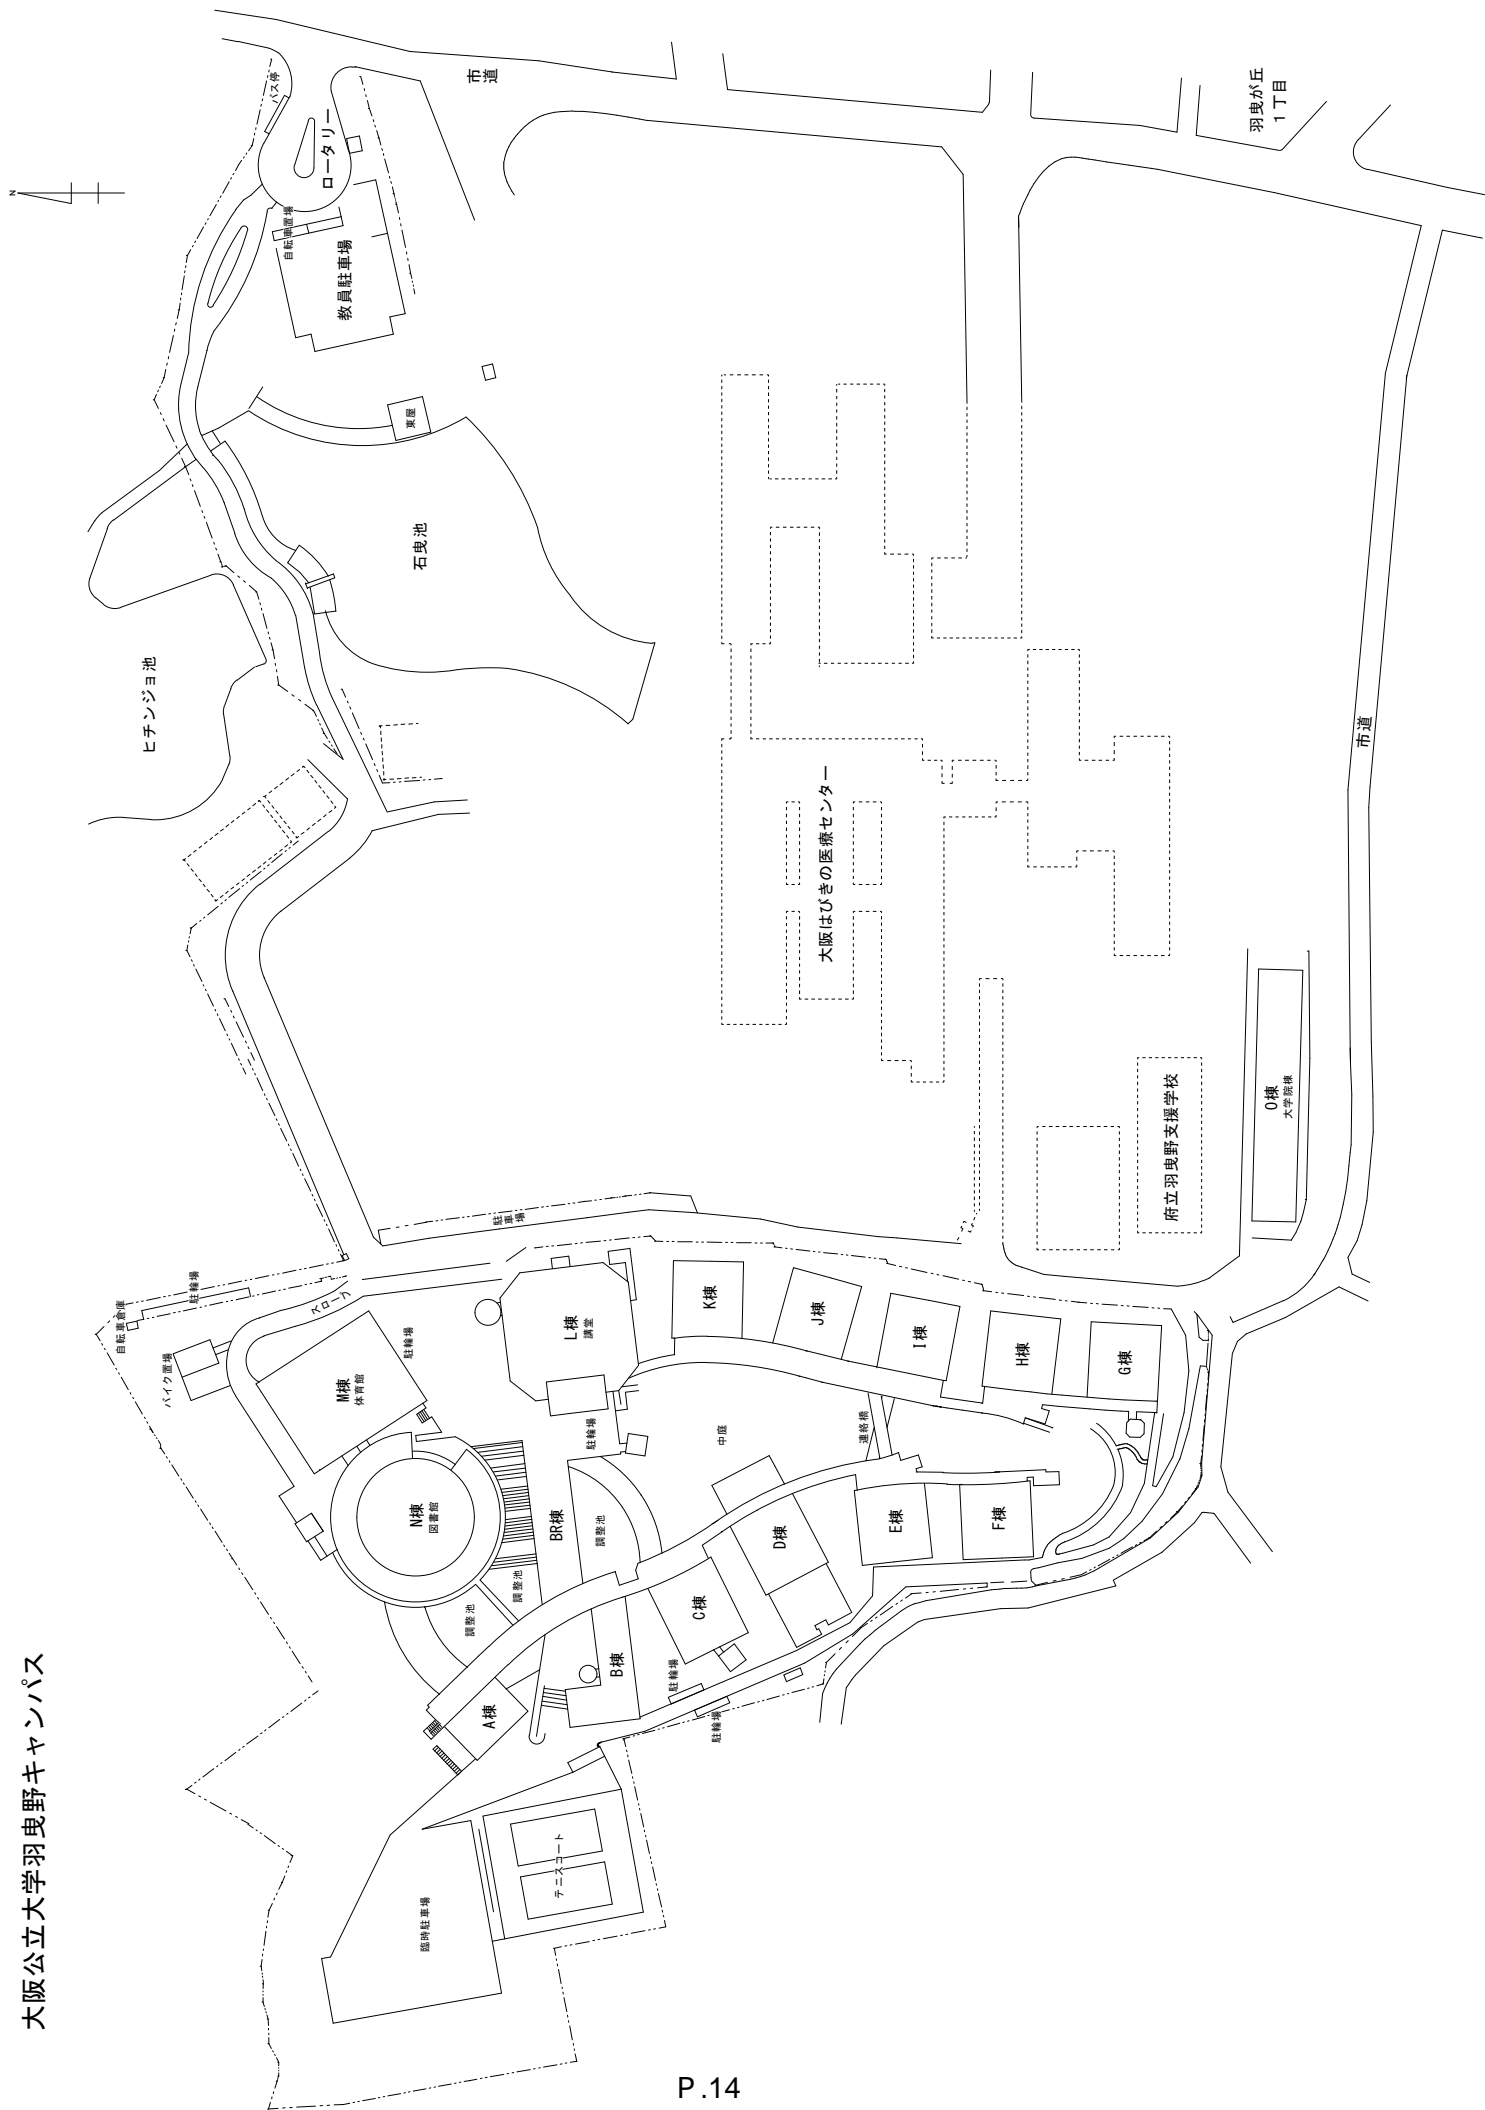 大阪公立大学羽曳野キャンパス
N
バス停
ロータリー
自転車置場
教員駐車場
市
道
羽曳が丘
1丁目
東屋
石曳池
ヒチンジョ池
大阪はびきの医療センター
市道
府立羽曳野支援学校
O棟
大学院棟
駐
車
場
自転車倉庫
駐輪場
バイク置場
スロープ
M棟
体育館
駐輪場
L棟
講堂
K棟
J棟
I棟
H棟
G棟
駐輪場
中庭
連絡橋
N棟
図書館
BR棟
調整池
調整池
調整池
D棟
E棟
F棟
C棟
B棟
A棟
駐輪場
駐輪場
テニスコート
臨時駐車場
P.14